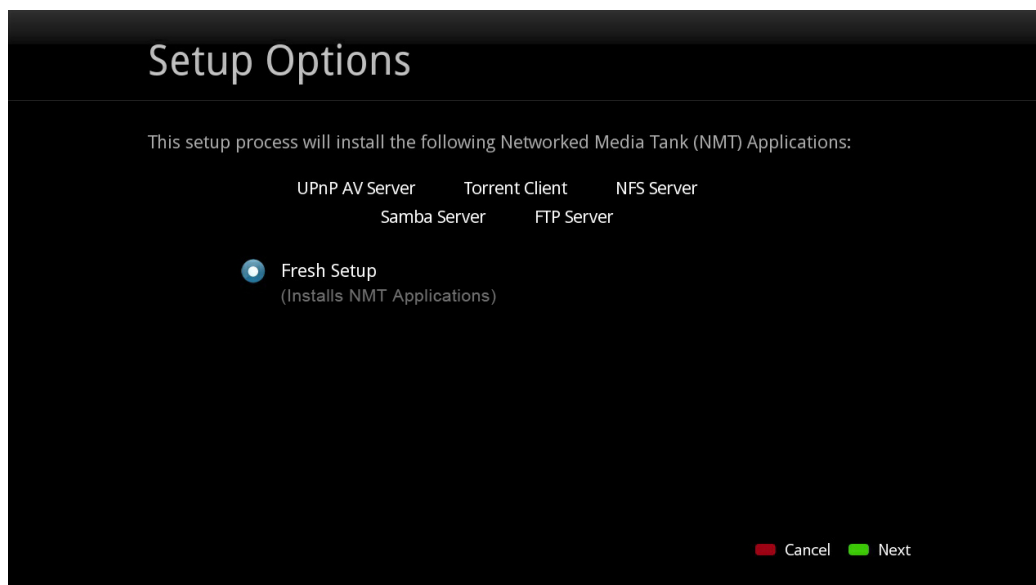 Setup Options
This setup process will install the following Networked Media Tank (NMT) Applications:
UPnP AV Server Torrent Client NFS Server
Samba Server FTP Server
Fresh Setup
(Installs NMT Applications)
Cancel Next